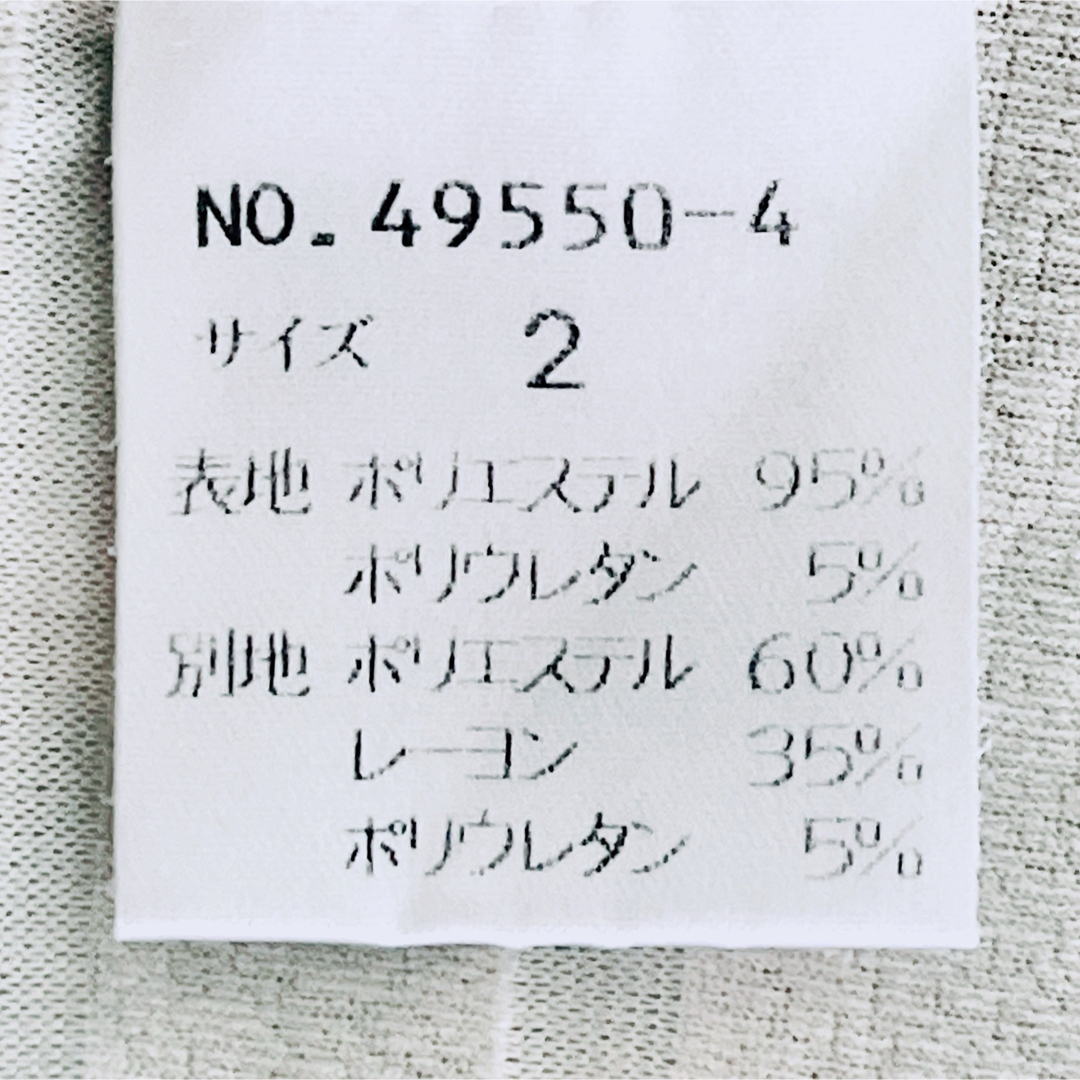 NO. 49550-4
サイズ 2
表地 ポリエステル 95%
ポリウレタン 5%
別地 ポリエステル 60%
レーヨン 35%
ポリウレタン 5%